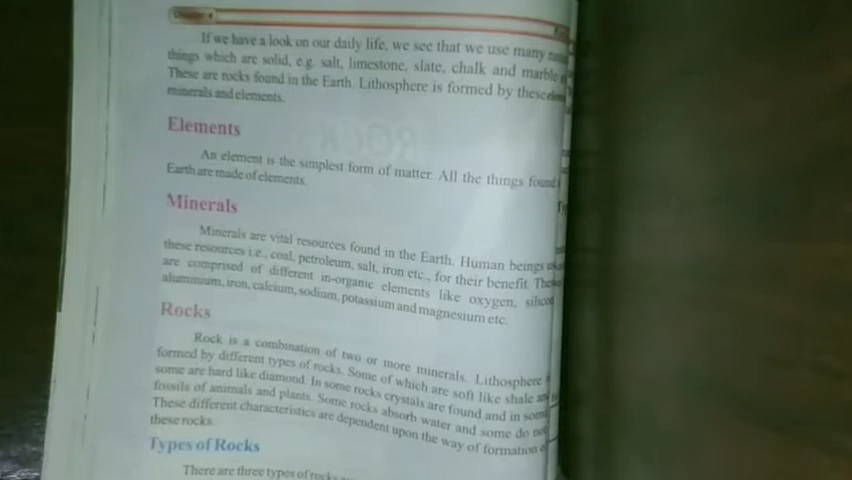 Chapter 4
If we have a look on our daily life, we see that we use many
things which are solid, e.g. salt, limestone, slate, chalk and marble
These are rocks found in the Earth. Lithosphere is formed by these
minerals and elements.
Elements
An element is the simplest form of matter. All the things found
Earth are made of elements.
Minerals
Minerals are vital resources found in the Earth. Human beings
these resources i.e., coal, petroleum, salt, iron etc., for their benefit. These
are comprised of different in-organic elements like oxygen, silicon
aluminium, iron, calcium, sodium, potassium and magnesium etc.
Rocks
Rock is a combination of two or more minerals. Lithosphere
formed by different types of rocks. Some of which are soft like shale and
some are hard like diamond. In some rocks crystals are found and in some
fossils of animals and plants. Some rocks absorb water and some do not
These different characteristics are dependent upon the way of formation
these rocks.
Types of Rocks
There are three types of rocks